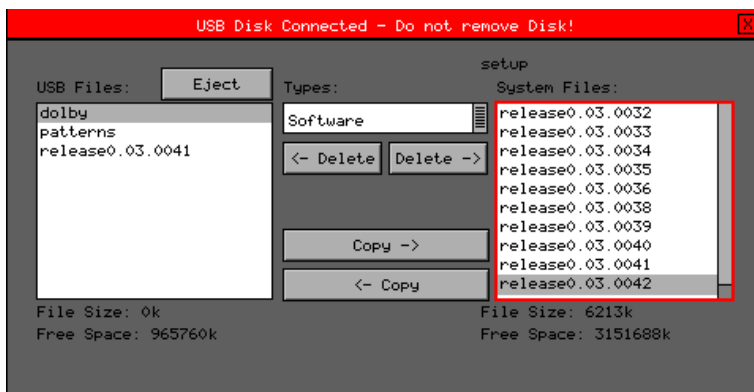 USB Disk Connected - Do not remove Disk!
X
setup
USB Files:
Eject
Types:
System Files:
dolby
patterns
release0.03.0041
Software
<- Delete
Delete ->
Copy ->
<- Copy
release0.03.0032
release0.03.0033
release0.03.0034
release0.03.0035
release0.03.0036
release0.03.0038
release0.03.0039
release0.03.0040
release0.03.0041
release0.03.0042
File Size: 0k
Free Space: 965760k
File Size: 6213k
Free Space: 3151688k